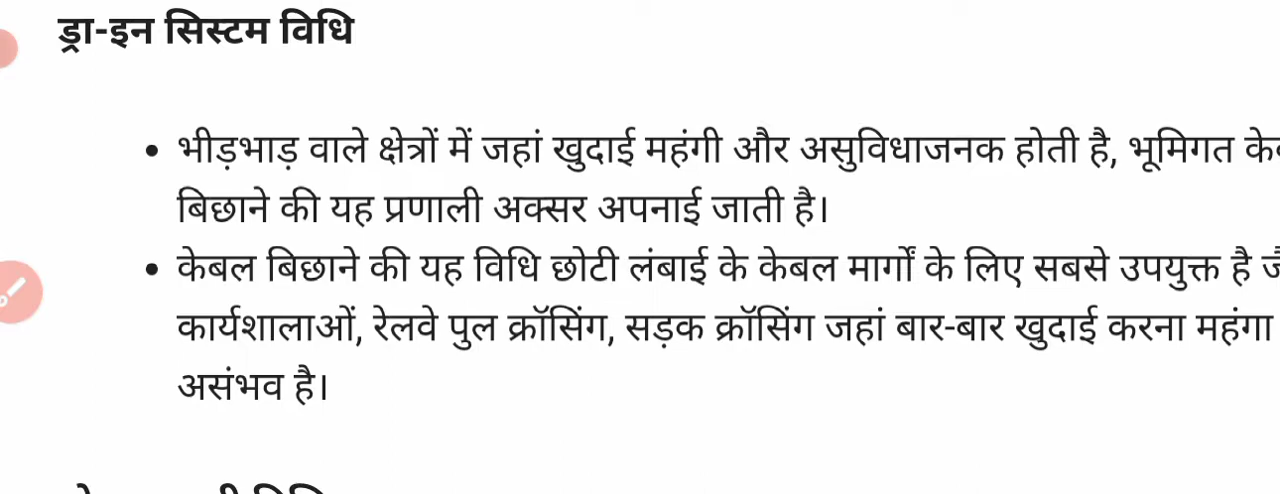 ड्रा-इन सिस्टम विधि
• भीड़भाड़ वाले क्षेत्रों में जहां खुदाई महंगी और असुविधाजनक होती है, भूमिगत
बिछाने की यह प्रणाली अक्सर अपनाई जाती है।
• केबल बिछाने की यह विधि छोटी लंबाई के केबल मार्गों के लिए सबसे उपयुक्त है
कार्यशालाओं, रेलवे पुल क्रॉसिंग, सड़क क्रॉसिंग जहां बार-बार खुदाई करना महंगा
असंभव है।